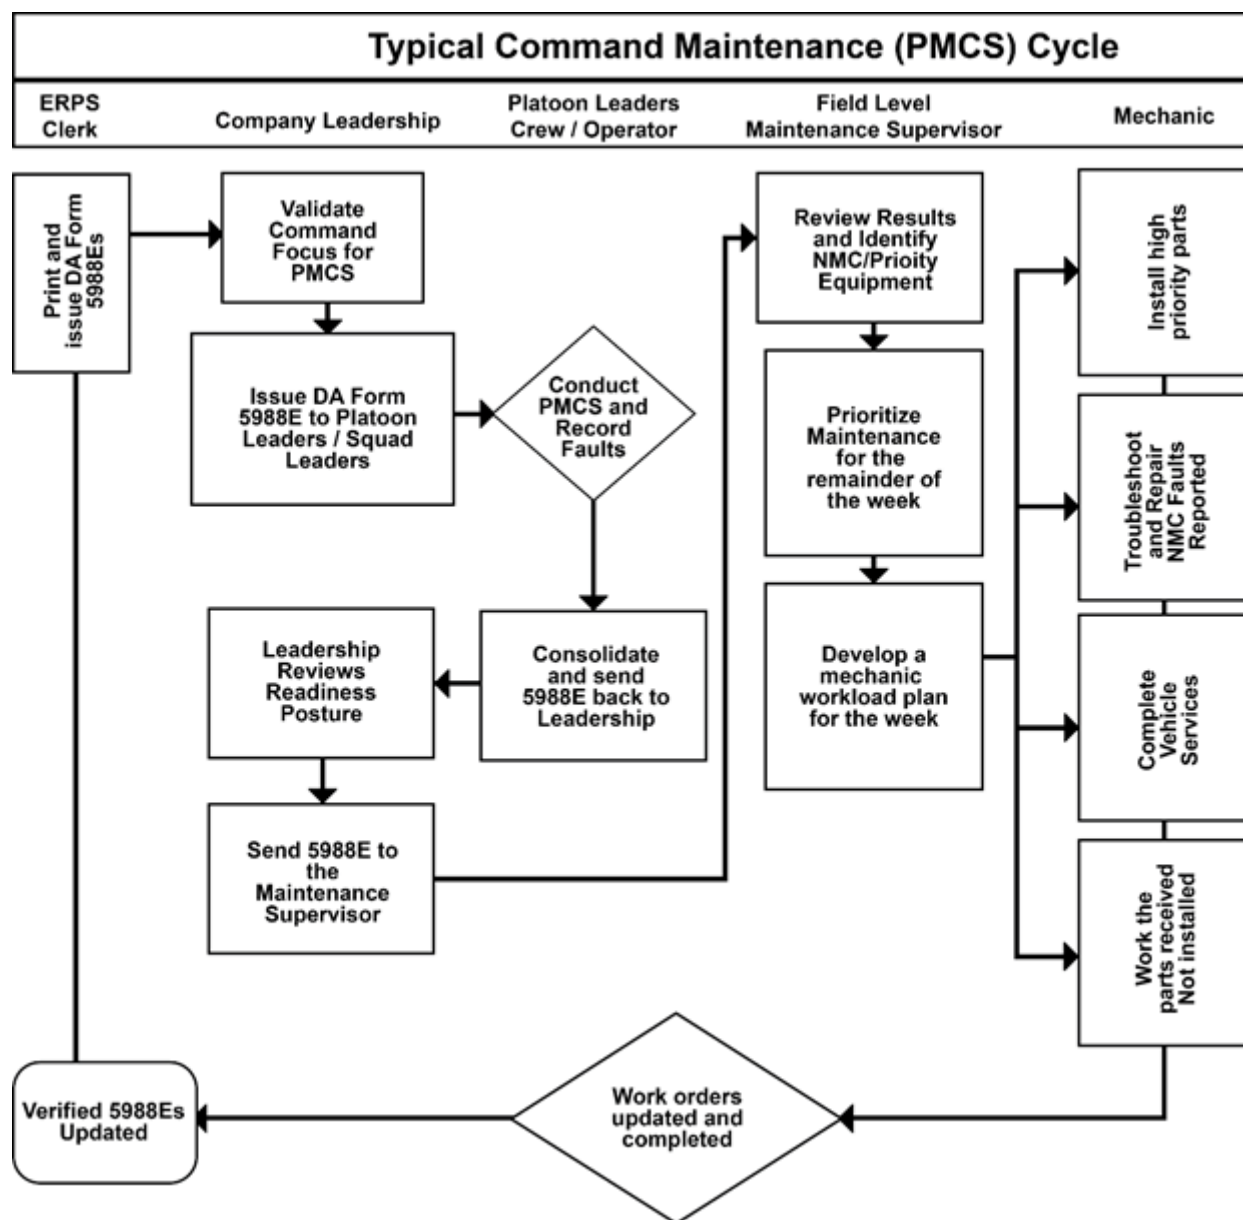 Typical Command Maintenance (PMCS) Cycle
ERPS
Clerk
Company Leadership
Platoon Leaders
Crew / Operator
Field Level
Maintenance Supervisor
Mechanic
Print and
issue DA Form
5988Es
Validate
Command
Focus for
PMCS
Issue DA Form
5988E to Platoon
Leaders / Squad
Leaders
Conduct
PMCS and
Record
Faults
Consolidate
and send
5988E back to
Leadership
Leadership
Reviews
Readiness
Posture
Send 5988E to
the
Maintenance
Supervisor
Review Results
and Identify
NMC/Prioity
Equipment
Prioritize
Maintenance
for the
remainder of
the week
Develop a
mechanic
workload plan
for the week
Install high
priority parts
Troubleshoot
and Repair
NMC Faults
Reported
Complete
Vehicle
Services
Work the
parts received
Not installed
Work orders
updated and
completed
Verified 5988Es
Updated